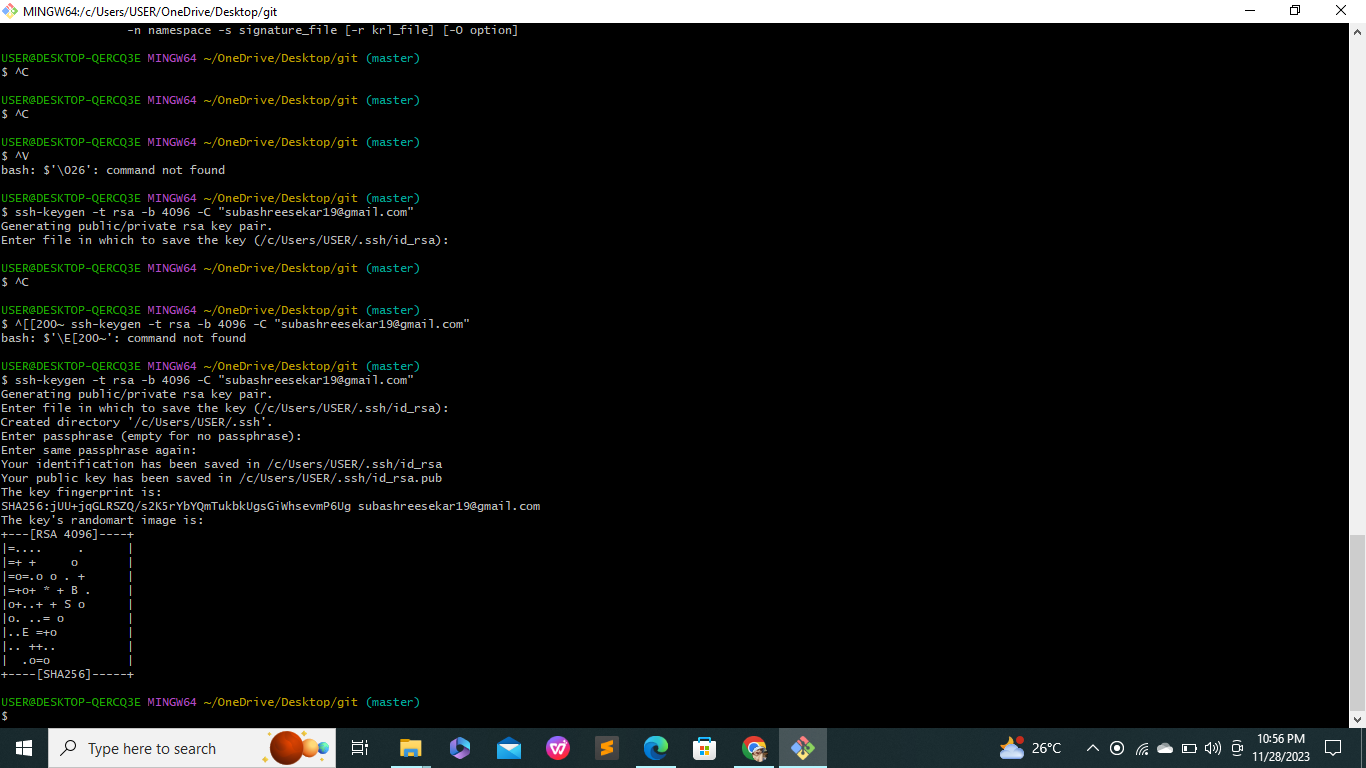 MINGW64:/c/Users/USER/OneDrive/Desktop/git
-n namespace -s signature_file [-r krl_file] [-O option]
USER@DESKTOP-QERCQ3E MINGW64 ~/OneDrive/Desktop/git (master)
$ ^C
USER@DESKTOP-QERCQ3E MINGW64 ~/OneDrive/Desktop/git (master)
$ ^C
USER@DESKTOP-QERCQ3E MINGW64 ~/OneDrive/Desktop/git (master)
$ ^V
bash: $'\026': command not found
USER@DESKTOP-QERCQ3E MINGW64 ~/OneDrive/Desktop/git (master)
$ ssh-keygen -t rsa -b 4096 -C "subashreesekar19@gmail.com"
Generating public/private rsa key pair.
Enter file in which to save the key (/c/Users/USER/.ssh/id_rsa):
USER@DESKTOP-QERCQ3E MINGW64 ~/OneDrive/Desktop/git (master)
$ ^C
USER@DESKTOP-QERCQ3E MINGW64 ~/OneDrive/Desktop/git (master)
$ ^[[200~ ssh-keygen -t rsa -b 4096 -C "subashreesekar19@gmail.com"
bash: $'\E[200~': command not found
USER@DESKTOP-QERCQ3E MINGW64 ~/OneDrive/Desktop/git (master)
$ ssh-keygen -t rsa -b 4096 -C "subashreesekar19@gmail.com"
Generating public/private rsa key pair.
Enter file in which to save the key (/c/Users/USER/.ssh/id_rsa):
Created directory '/c/Users/USER/.ssh'.
Enter passphrase (empty for no passphrase):
Enter same passphrase again:
Your identification has been saved in /c/Users/USER/.ssh/id_rsa
Your public key has been saved in /c/Users/USER/.ssh/id_rsa.pub
The key fingerprint is:
SHA256:jUU+jqGLRSZQ/s2K5rYbYQmTukbkUgsGiWhsevmP6Ug subashreesekar19@gmail.com
The key's randomart image is:
+---[RSA 4096]----+
|=....     .      |
|=+ +     o       |
|=o=.o o . +      |
|=+o+ * + B .     |
|o+..+ + S o      |
|o. ..= o         |
|..E =+o          |
|.. ++..          |
|  .o=o           |
+----[SHA256]-----+
USER@DESKTOP-QERCQ3E MINGW64 ~/OneDrive/Desktop/git (master)
$
Type here to search
26°C
10:56 PM
11/28/2023